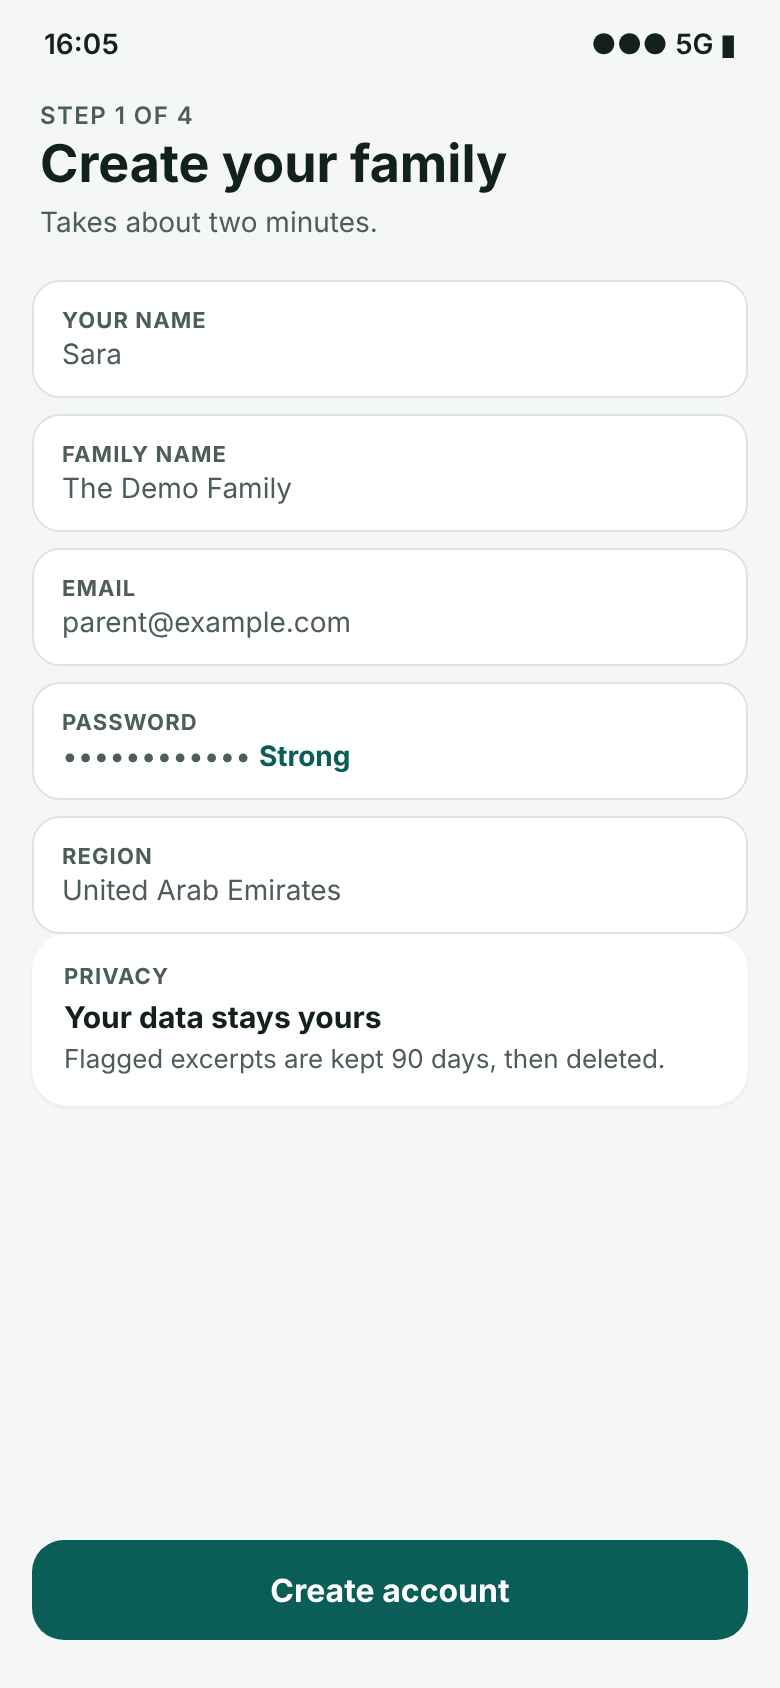 16:05
●●● 5G ▮
STEP 1 OF 4
Create your family
Takes about two minutes.
YOUR NAME
Sara
FAMILY NAME
The Demo Family
EMAIL
parent@example.com
PASSWORD
•••••••••••• Strong
REGION
United Arab Emirates
PRIVACY
Your data stays yours
Flagged excerpts are kept 90 days, then deleted.
Create account